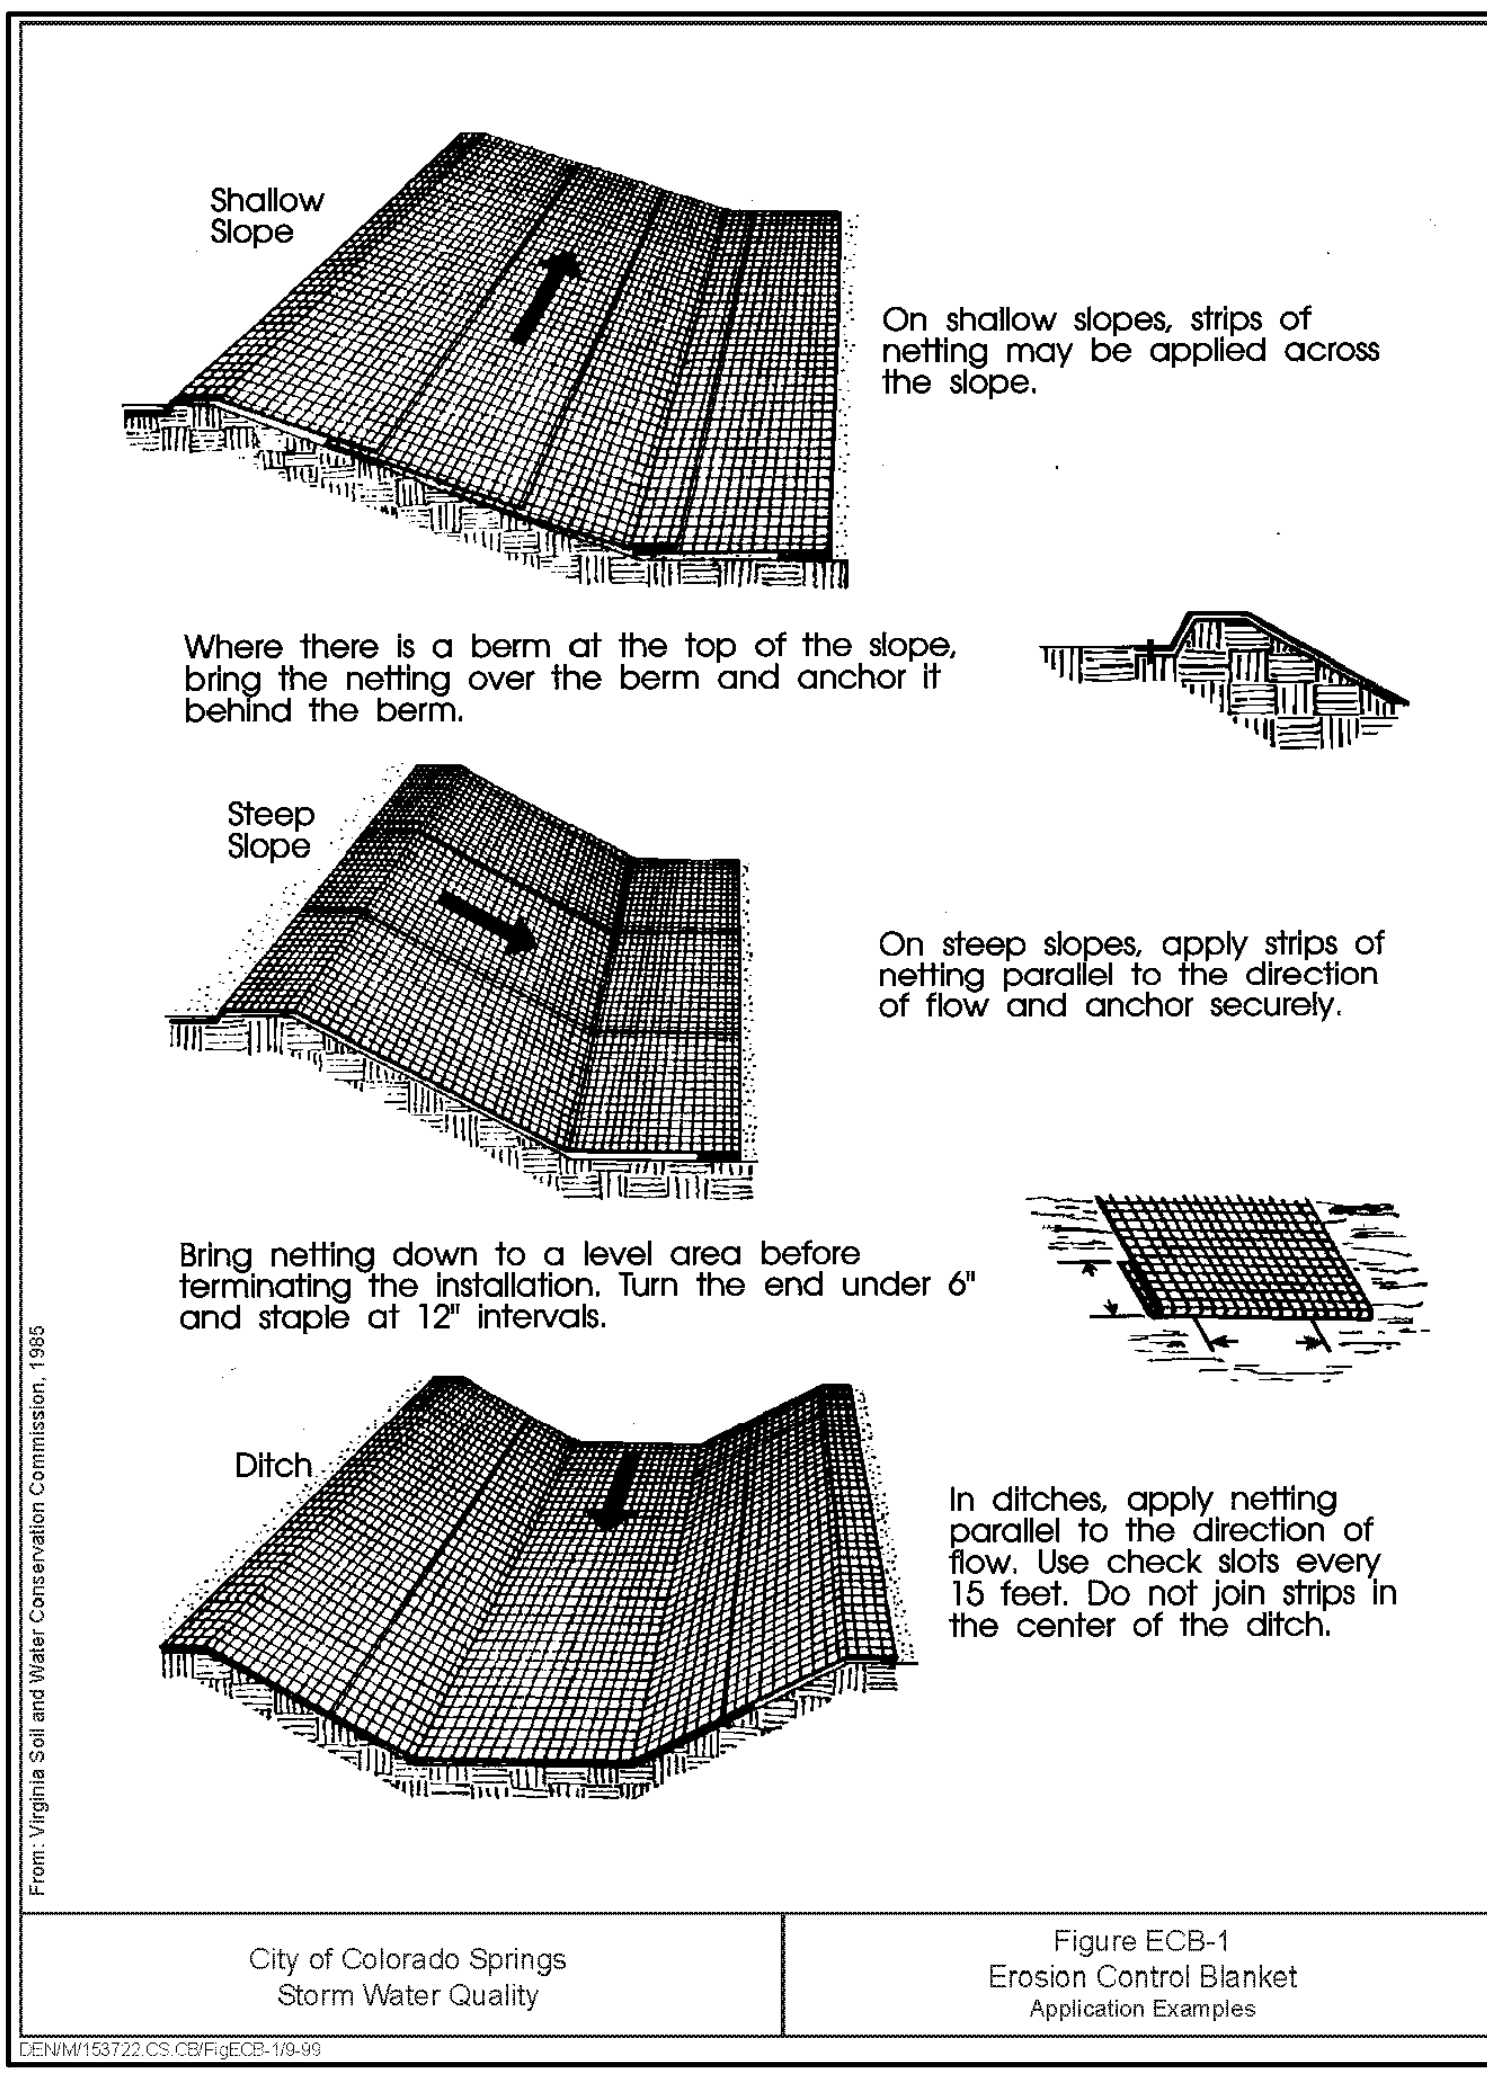 Shallow
Slope
On shallow slopes, strips of
netting may be applied across
the slope.
Where there is a berm at the top of the slope,
bring the netting over the berm and anchor it
behind the berm.
Steep
Slope
On steep slopes, apply strips of
netting parallel to the direction
of flow and anchor securely.
Bring netting down to a level area before
terminating the installation. Turn the end under 6"
and staple at 12" intervals.
Ditch
In ditches, apply netting
parallel to the direction of
flow. Use check slots every
15 feet. Do not join strips in
the center of the ditch.
From: Virginia Soil and Water Conservation Commission, 1985
City of Colorado Springs
Storm Water Quality
Figure ECB-1
Erosion Control Blanket
Application Examples
DEN/M/153722.CS.CB/FigECB-1/9-99